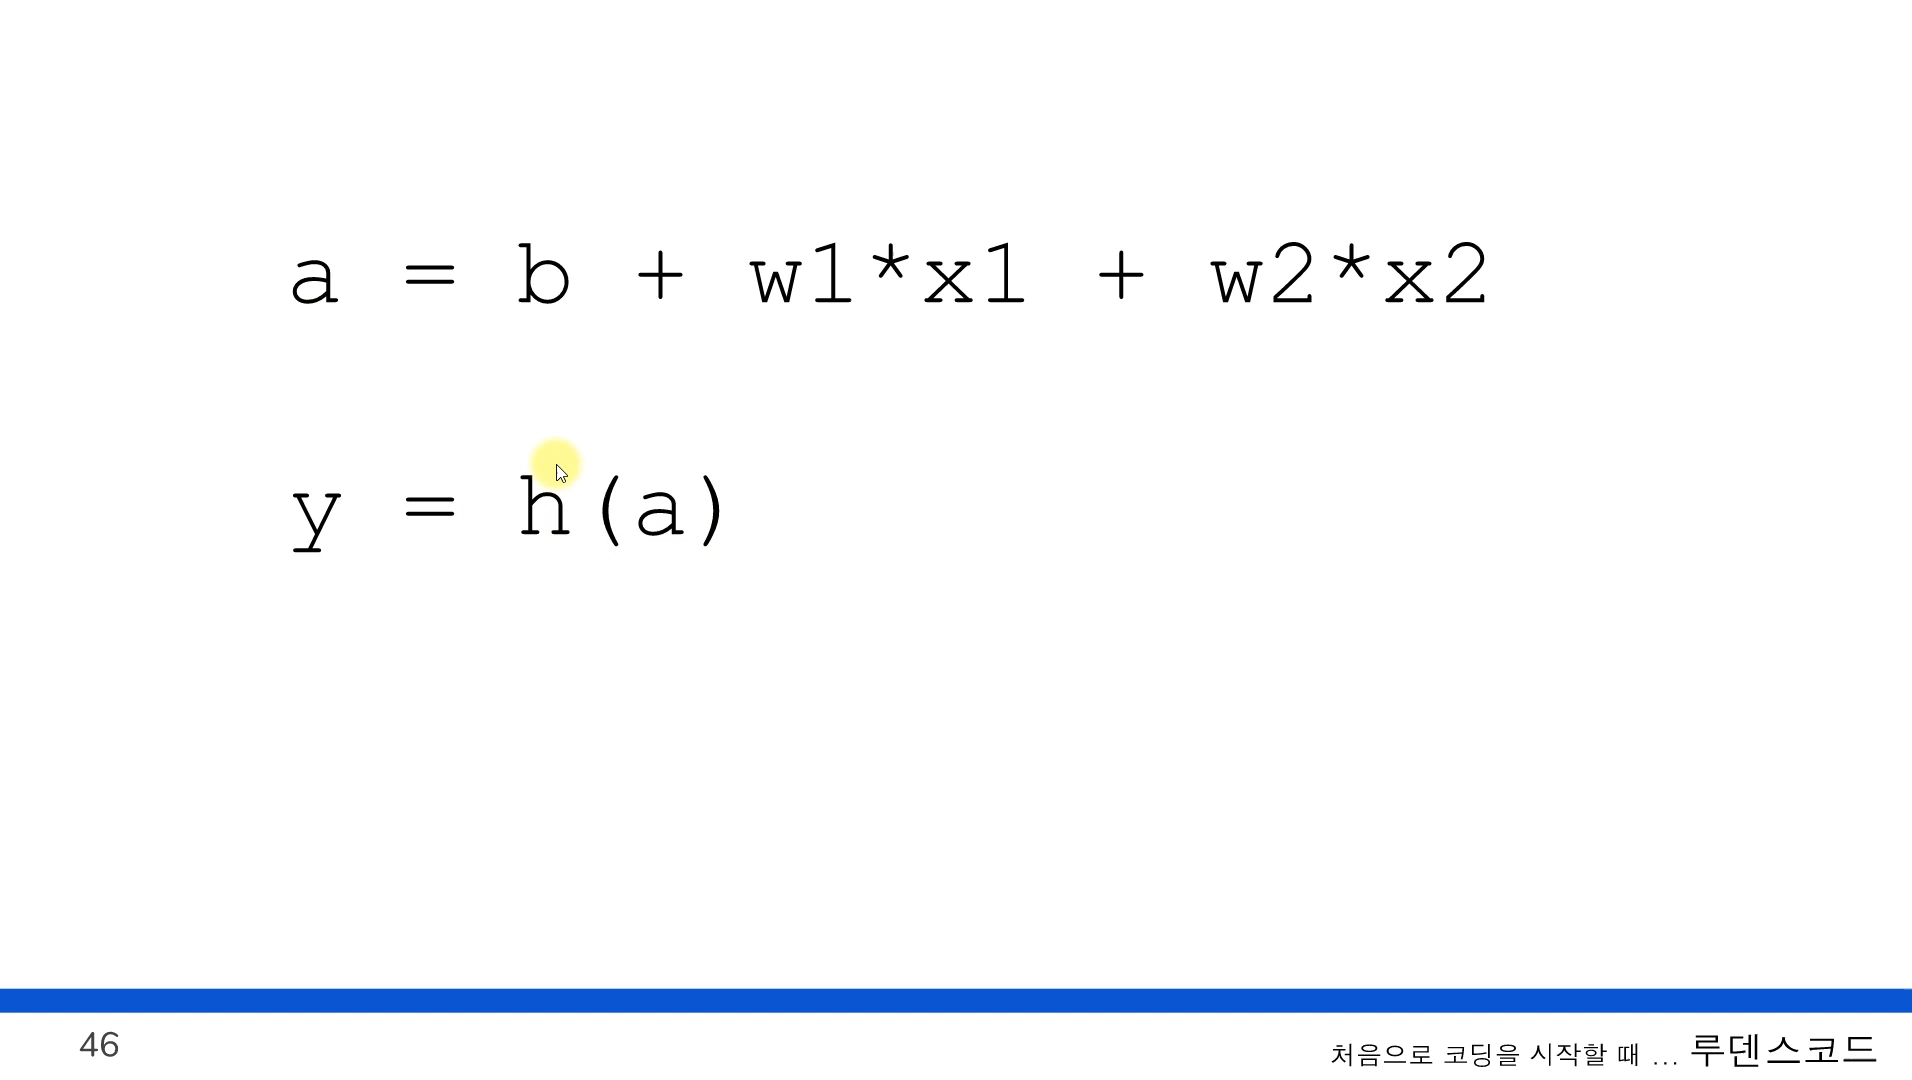 a = b + w1*x1 + w2*x2
y = h(a)
46
처음으로 코딩을 시작할 때 ... 루덴스코드